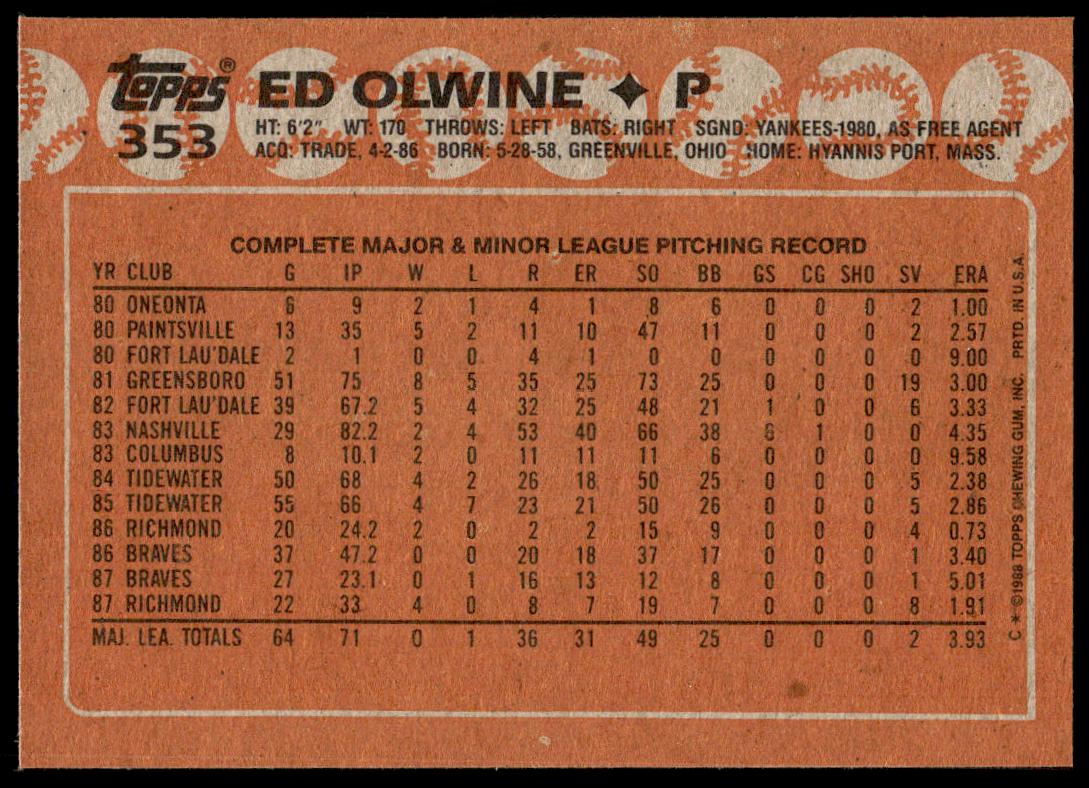 topps® ED OLWINE ✦ P
353 HT: 6'2" WT: 170 THROWS: LEFT BATS: RIGHT SGND: YANKEES-1980, AS FREE AGENT
ACQ: TRADE, 4-2-86 BORN: 5-28-58, GREENVILLE, OHIO HOME: HYANNIS PORT, MASS.
COMPLETE MAJOR & MINOR LEAGUE PITCHING RECORD
YR CLUB G IP W L R ER SO BB GS CG SHO SV ERA
80 ONEONTA 6 9 2 1 4 1 8 6 0 0 0 2 1.00
80 PAINTSVILLE 13 35 5 2 11 10 47 11 0 0 0 2 2.57
80 FORT LAU'DALE 2 1 0 0 4 1 0 0 0 0 0 0 9.00
81 GREENSBORO 51 75 8 5 35 25 73 25 0 0 0 19 3.00
82 FORT LAU'DALE 39 67.2 5 4 32 25 48 21 1 0 0 6 3.33
83 NASHVILLE 29 82.2 2 4 53 40 66 38 6 1 0 0 4.35
83 COLUMBUS 8 10.1 2 0 11 11 11 6 0 0 0 0 9.58
84 TIDEWATER 50 68 4 2 26 18 50 25 0 0 0 5 2.38
85 TIDEWATER 55 66 4 7 23 21 50 26 0 0 0 5 2.86
86 RICHMOND 20 24.2 2 0 2 2 15 9 0 0 0 4 0.73
86 BRAVES 37 47.2 0 0 20 18 37 17 0 0 0 1 3.40
87 BRAVES 27 23.1 0 1 16 13 12 8 0 0 0 1 5.01
87 RICHMOND 22 33 4 0 8 7 19 7 0 0 0 8 1.91
MAJ. LEA. TOTALS 64 71 0 1 36 31 49 25 0 0 0 2 3.93
C * ©1988 TOPPS CHEWING GUM, INC. PRTD. IN U.S.A.